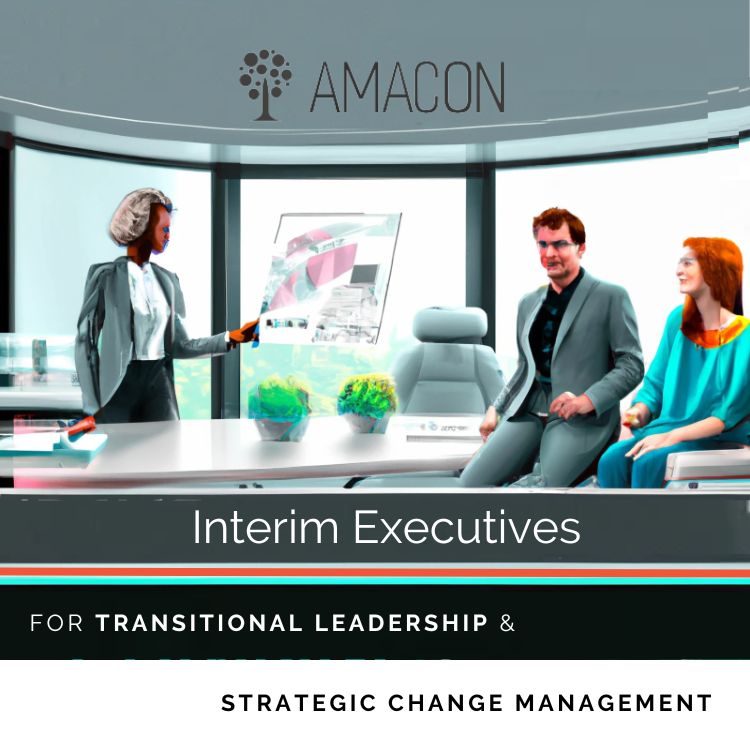 AMACON
Interim Executives
FOR TRANSITIONAL LEADERSHIP &
STRATEGIC CHANGE MANAGEMENT